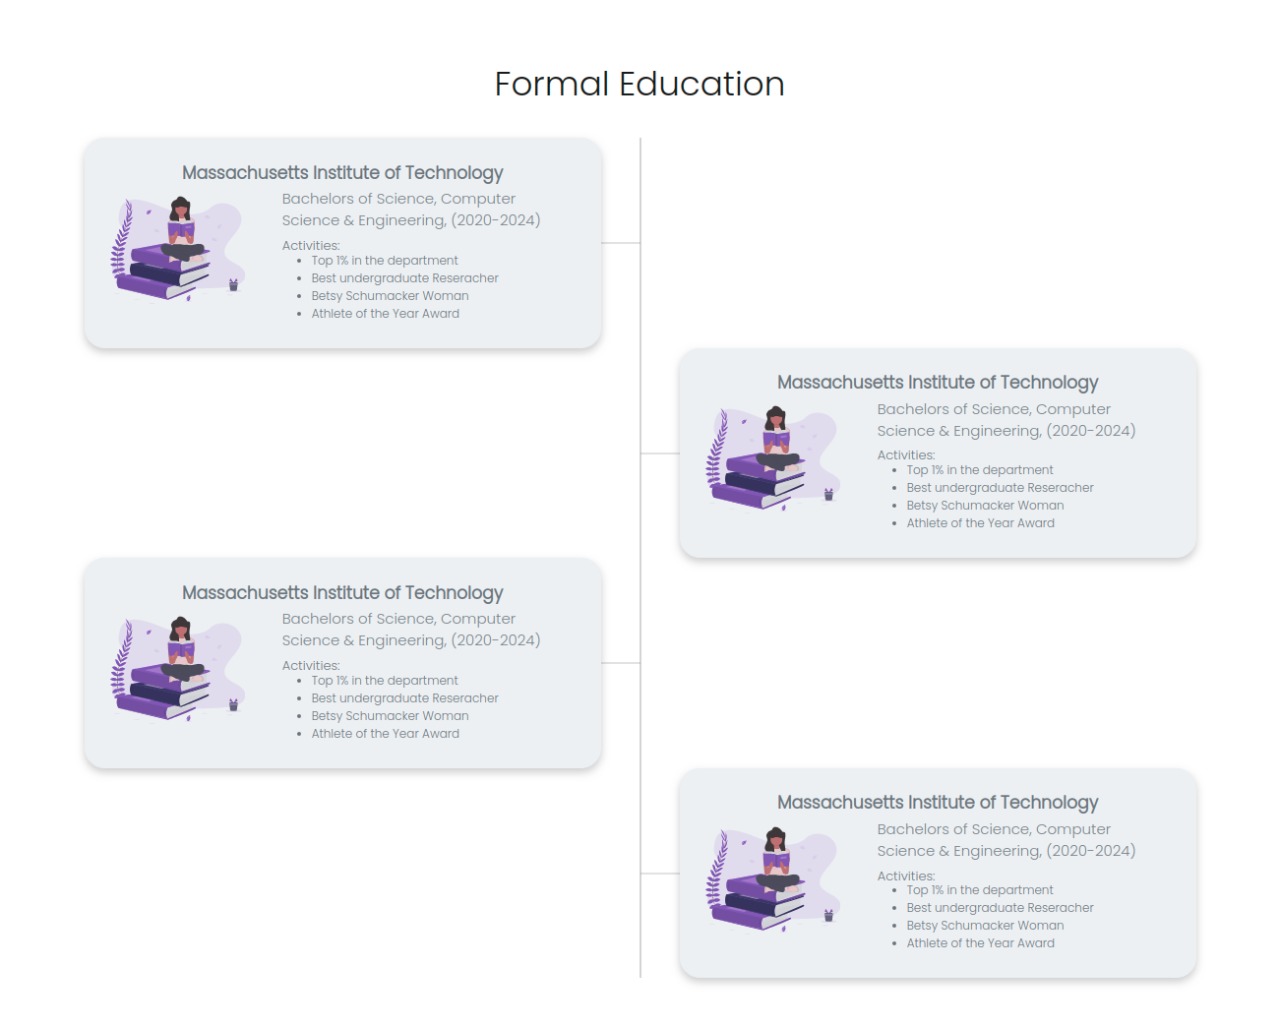 Formal Education
Massachusetts Institute of Technology
Bachelors of Science, Computer
Science & Engineering, (2020-2024)
Activities:
• Top 1% in the department
• Best undergraduate Reseracher
• Betsy Schumacker Woman
• Athlete of the Year Award
Massachusetts Institute of Technology
Bachelors of Science, Computer
Science & Engineering, (2020-2024)
Activities:
• Top 1% in the department
• Best undergraduate Reseracher
• Betsy Schumacker Woman
• Athlete of the Year Award
Massachusetts Institute of Technology
Bachelors of Science, Computer
Science & Engineering, (2020-2024)
Activities:
• Top 1% in the department
• Best undergraduate Reseracher
• Betsy Schumacker Woman
• Athlete of the Year Award
Massachusetts Institute of Technology
Bachelors of Science, Computer
Science & Engineering, (2020-2024)
Activities:
• Top 1% in the department
• Best undergraduate Reseracher
• Betsy Schumacker Woman
• Athlete of the Year Award